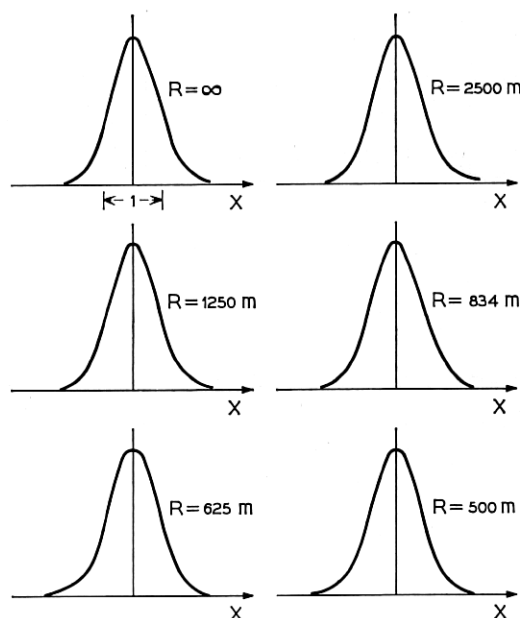 R = ∞
R = 2500 m
1
X
X
R = 1250 m
R = 834 m
X
X
R = 625 m
R = 500 m
X
X